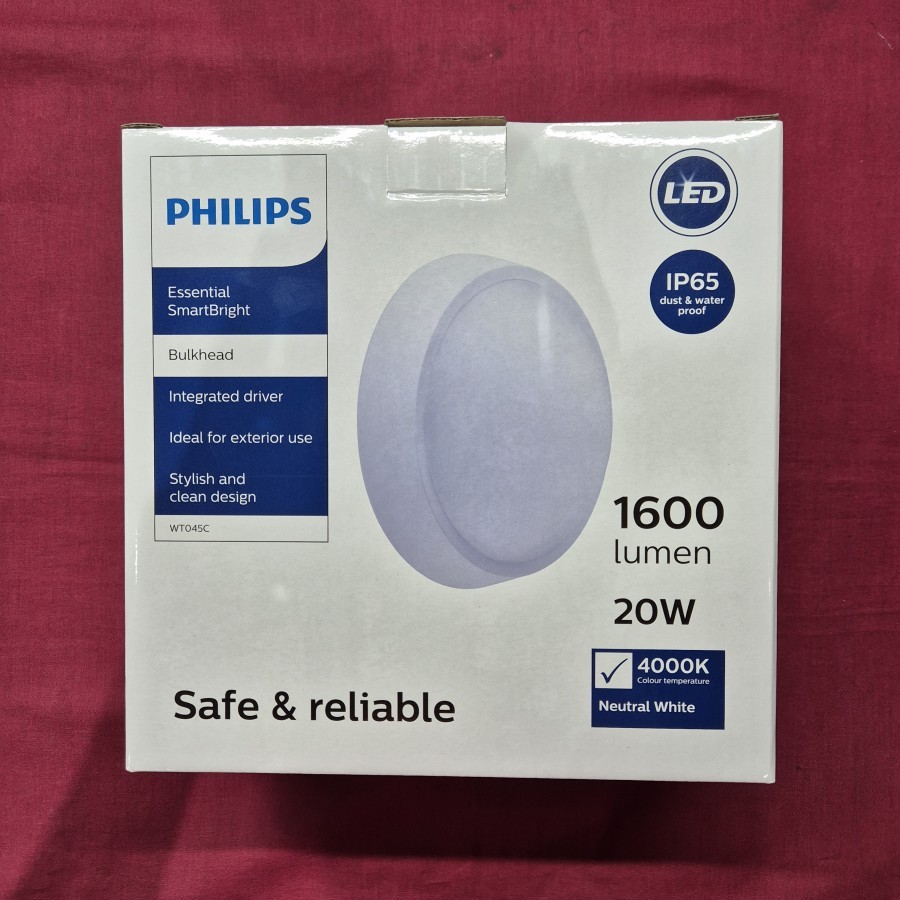 PHILIPS
Essential
SmartBright
Bulkhead
Integrated driver
Ideal for exterior use
Stylish and
clean design
WT045C
LED
IP65
dust & water
proof
1600
lumen
20W
4000K
Colour temperature
Neutral White
Safe & reliable